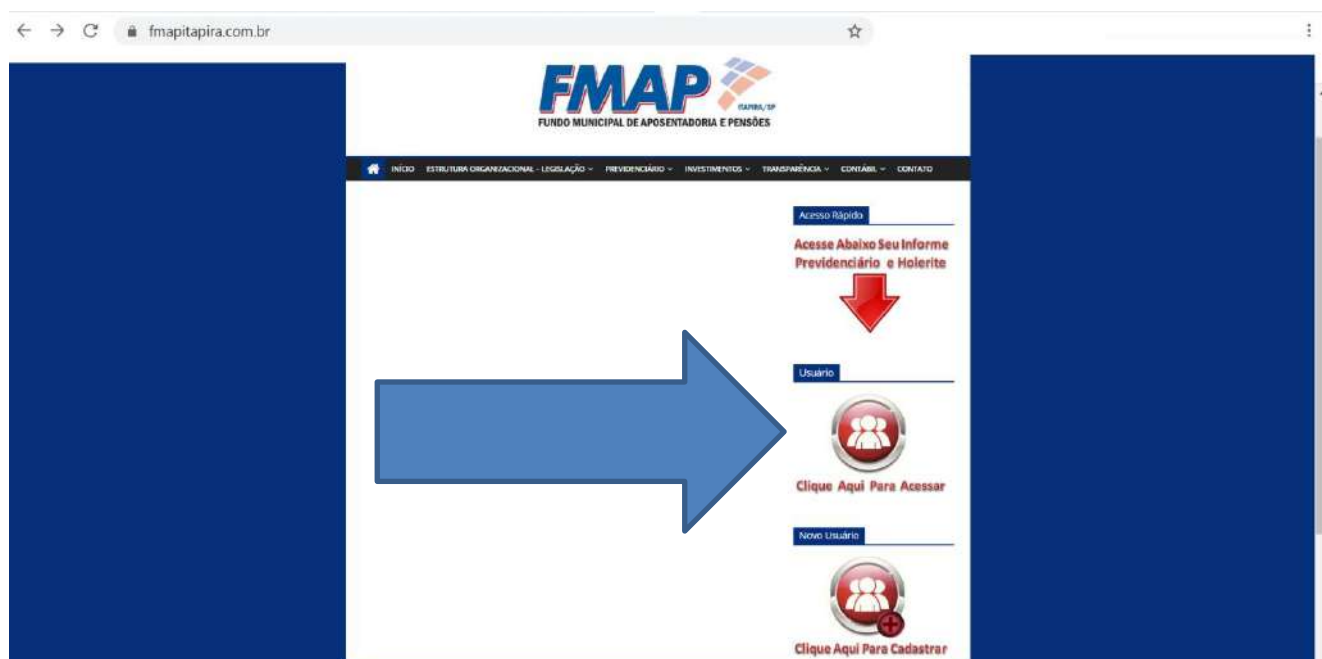 fmapitapira.com.br
FMAP
ITAPIRA/SP
FUNDO MUNICIPAL DE APOSENTADORIA E PENSÕES
INÍCIO ESTRUTURA ORGANIZACIONAL - LEGISLAÇÃO PREVIDENCIÁRIO INVESTIMENTOS TRANSPARÊNCIA CONTÁBIL CONTATO
Acesso Rápido
Acesse Abaixo Seu Informe
Previdenciário e Holerite
Usuário
Clique Aqui Para Acessar
Novo Usuário
Clique Aqui Para Cadastrar